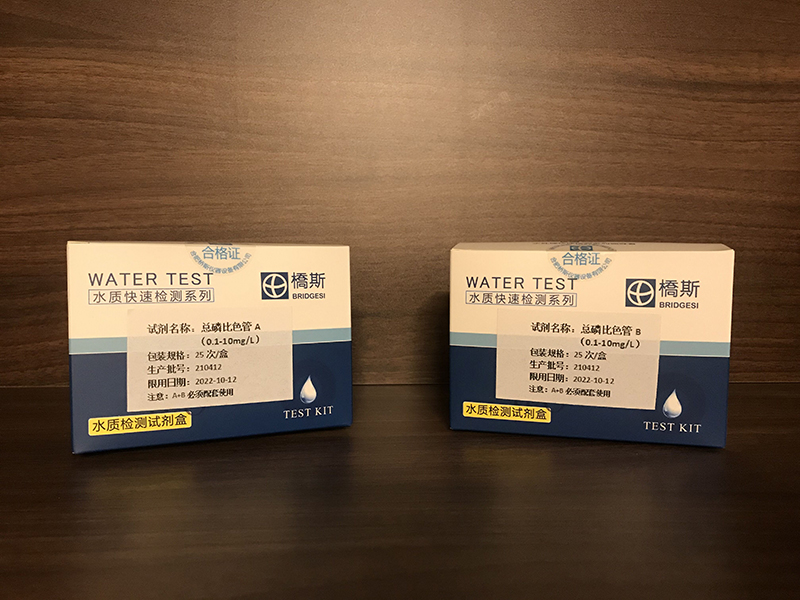 合格证
WATER TEST
水质快速检测系列
橋斯
BRIDGESI
试剂名称：总磷比色管 A
（0.1-10mg/L）
包装规格：25 次/盒
生产批号：210412
限用日期：2022-10-12
注意：A+B 必须配套使用
水质检测试剂盒
TEST KIT
合格证
WATER TEST
水质快速检测系列
橋斯
BRIDGESI
试剂名称：总磷比色管 B
（0.1-10mg/L）
包装规格：25 次/盒
生产批号：210412
限用日期：2022-10-12
注意：A+B 必须配套使用
水质检测试剂盒
TEST KIT